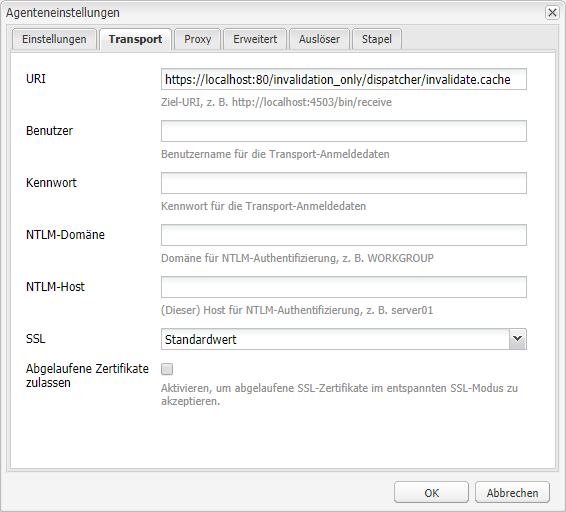 Agenteneinstellungen
Einstellungen Transport Proxy Erweitert Auslöser Stapel
URI https://localhost:80/invalidation_only/dispatcher/invalidate.cache
Ziel-URI, z. B. http://localhost:4503/bin/receive
Benutzer
Benutzername für die Transport-Anmeldedaten
Kennwort
Kennwort für die Transport-Anmeldedaten
NTLM-Domäne
Domäne für NTLM-Authentifizierung, z. B. WORKGROUP
NTLM-Host
(Dieser) Host für NTLM-Authentifizierung, z. B. server01
SSL Standardwert
Abgelaufene Zertifikate
zulassen
Aktivieren, um abgelaufene SSL-Zertifikate im entspannten SSL-Modus zu
akzeptieren.
OK Abbrechen